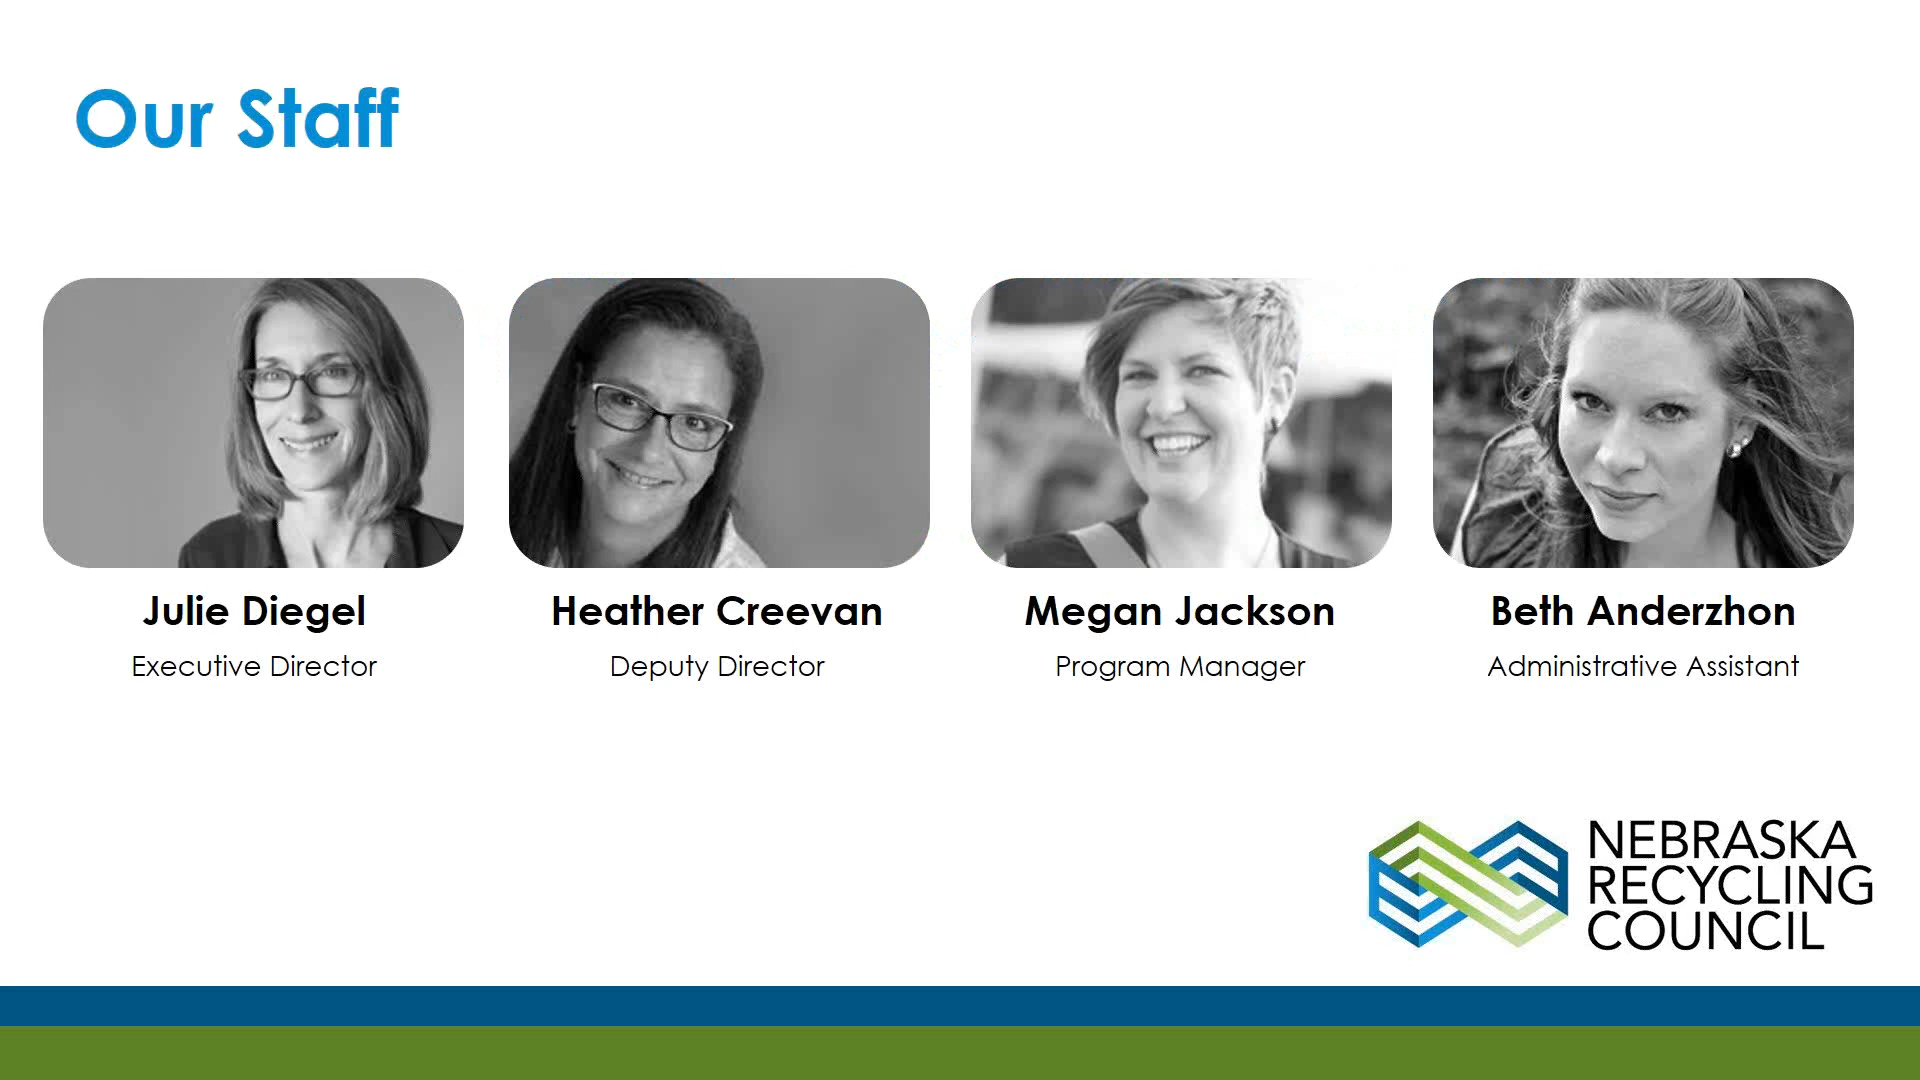 Our Staff
Julie Diegel
Executive Director
Heather Creevan
Deputy Director
Megan Jackson
Program Manager
Beth Anderzhon
Administrative Assistant
NEBRASKA
RECYCLING
COUNCIL